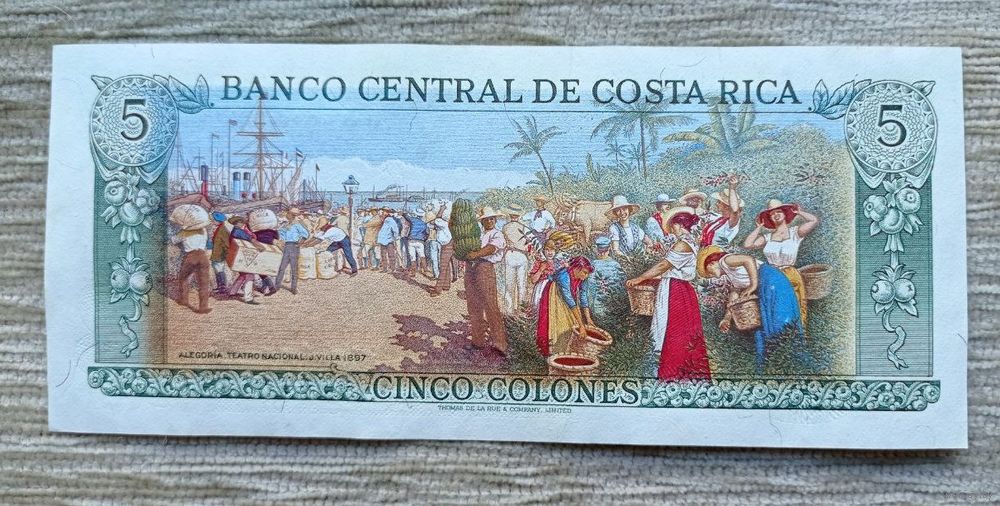 BANCO CENTRAL DE COSTA RICA
5
5
ALEGORIA, TEATRO NACIONAL. J. VILLA 1897
CINCO COLONES
THOMAS DE LA RUE & COMPANY, LIMITED